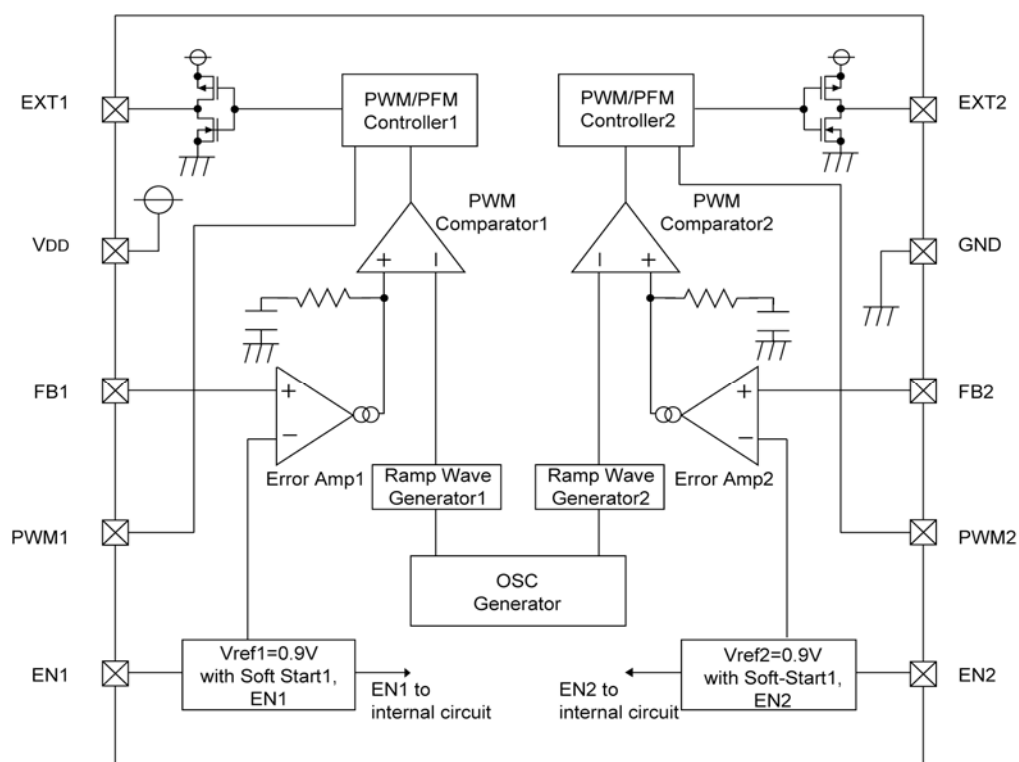 EXT1
PWM/PFM
Controller1
PWM/PFM
Controller2
EXT2
VDD
PWM
Comparator1
PWM
Comparator2
GND
+
−
−
+
FB1
+
−
Error Amp1
FB2
+
−
Error Amp2
Ramp Wave
Generator1
Ramp Wave
Generator2
PWM1
PWM2
OSC
Generator
EN1
Vref1=0.9V
with Soft Start1,
EN1
EN1 to
internal circuit
EN2 to
internal circuit
Vref2=0.9V
with Soft-Start1,
EN2
EN2